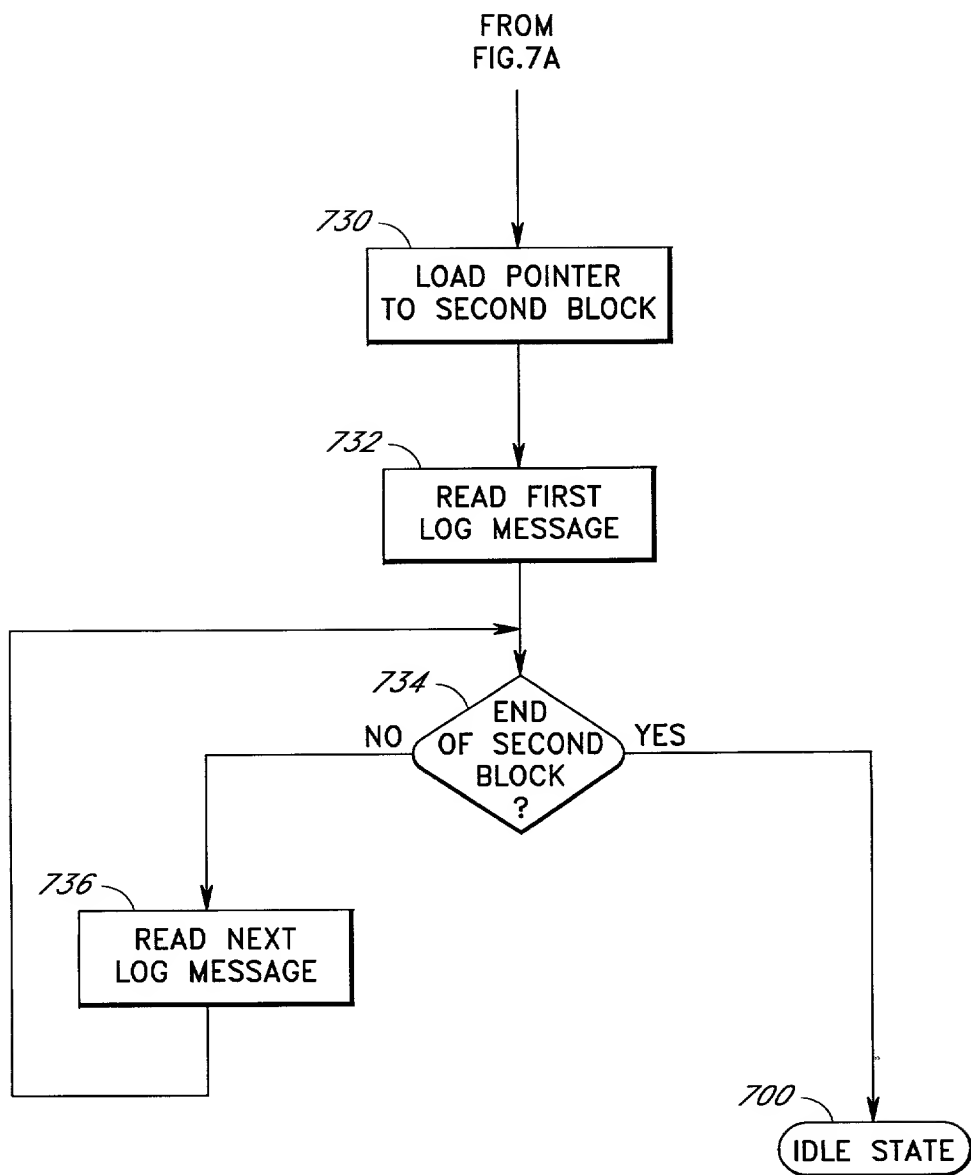 FROM
FIG.7A
730
LOAD POINTER
TO SECOND BLOCK
732
READ FIRST
LOG MESSAGE
734
END
OF SECOND
BLOCK
?
NO
YES
736
READ NEXT
LOG MESSAGE
700
IDLE STATE